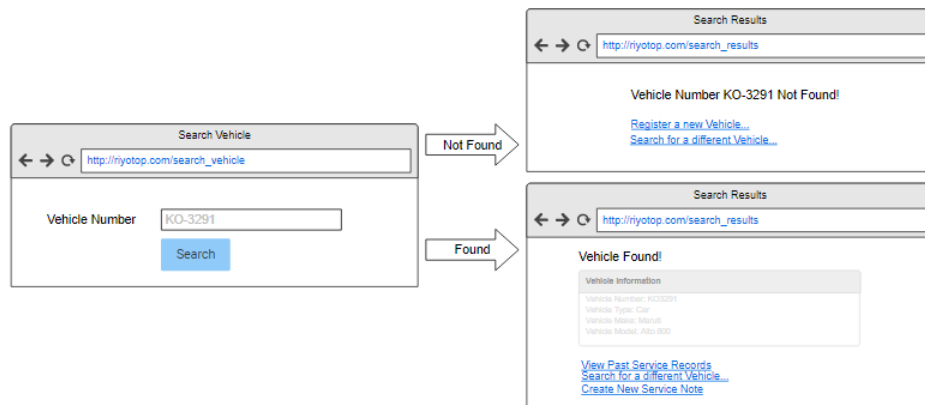 Search Vehicle
http://riyotop.com/search_vehicle
Vehicle Number
KO-3291
Search
Not Found
Found
Search Results
http://riyotop.com/search_results
Vehicle Number KO-3291 Not Found!
Register a new Vehicle...
Search for a different Vehicle...
Search Results
http://riyotop.com/search_results
Vehicle Found!
Vehicle Information
Vehicle Number: KO3291
Vehicle Type: Car
Vehicle Mass: Maruti
Vehicle Model: Alto 800
View Past Service Records
Search for a different Vehicle...
Create New Service Note